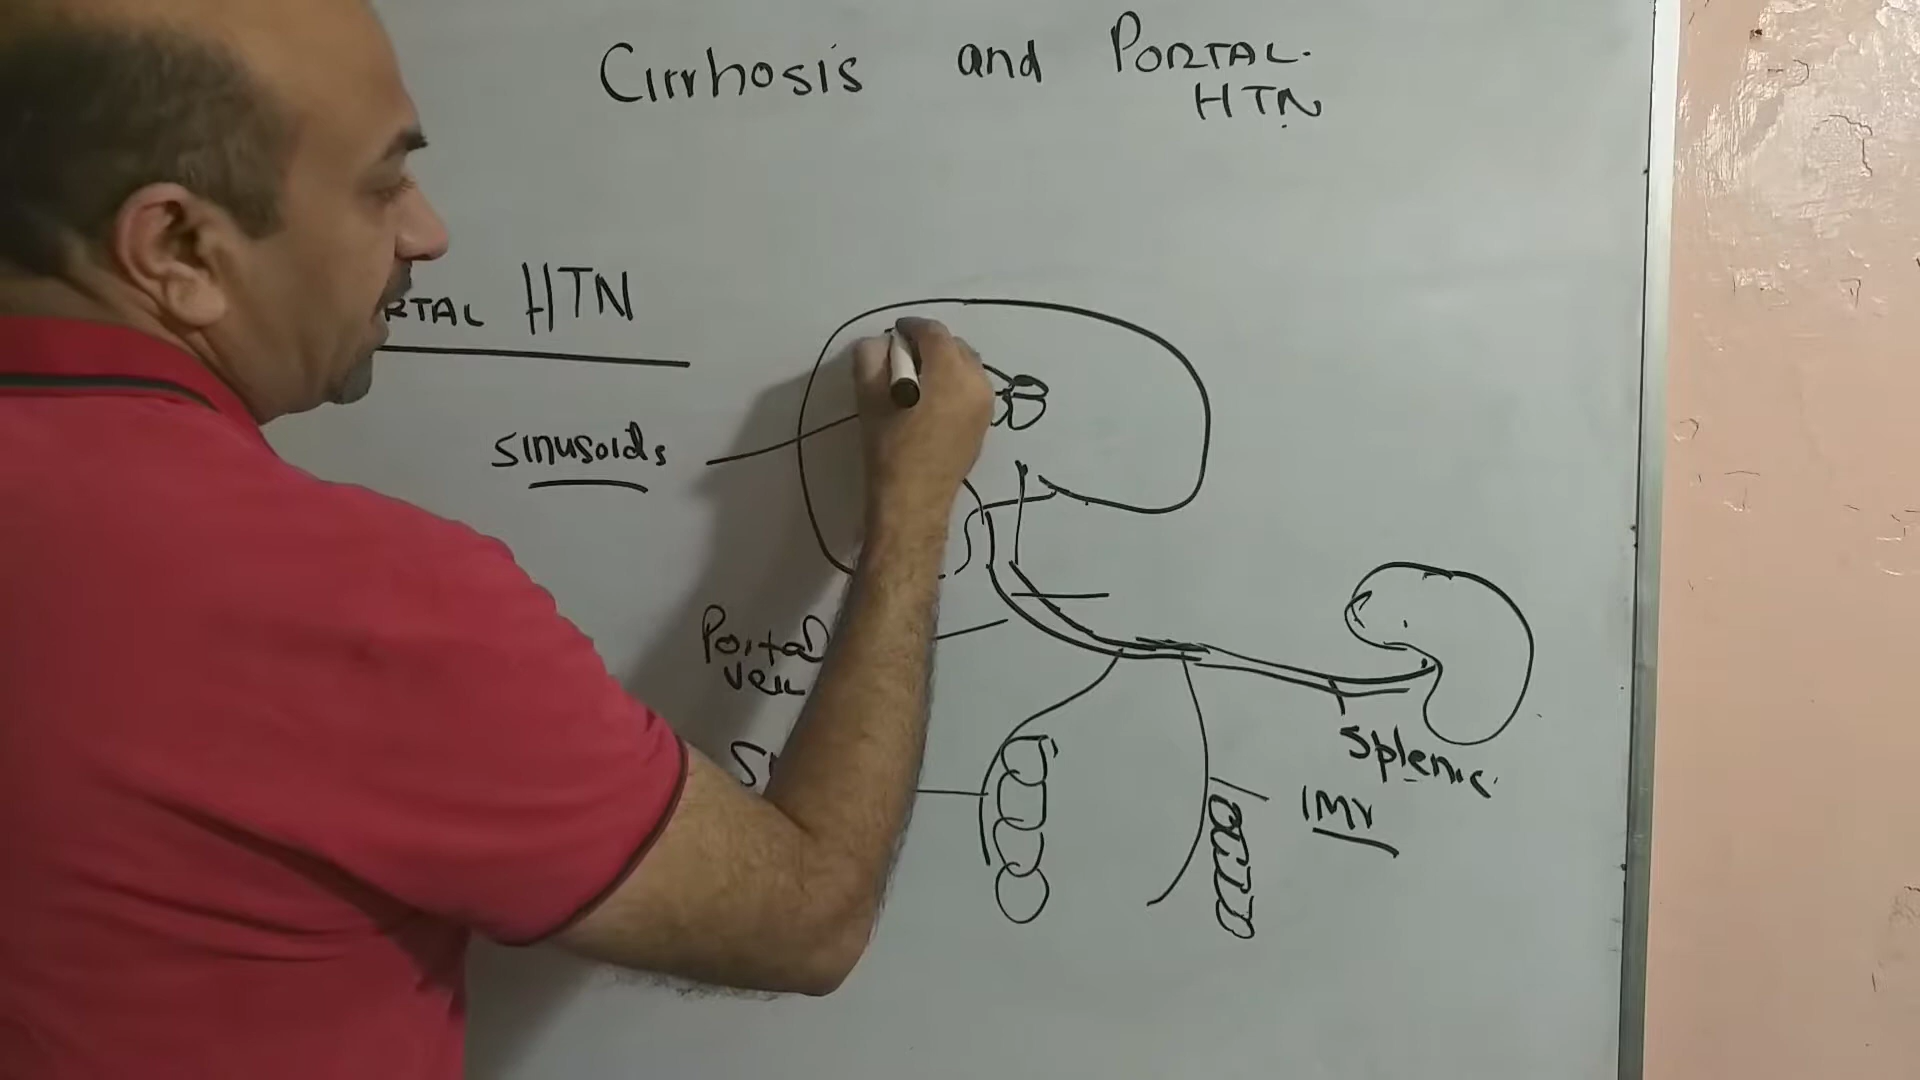 Cirrhosis and PORTAL
HTN
RTAL HTN
Sinusoids
Portal
Vein
Splenic
IMV